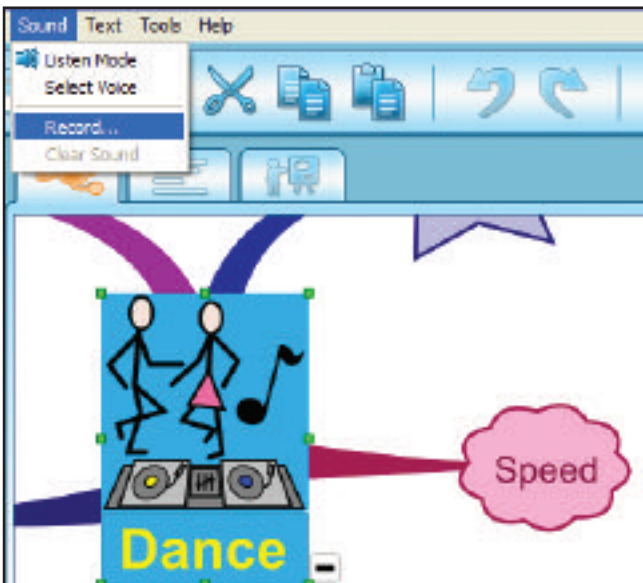 Sound Text Tools Help
Listen Mode
Select Voice
Record...
Clear Sound
Speed
Dance